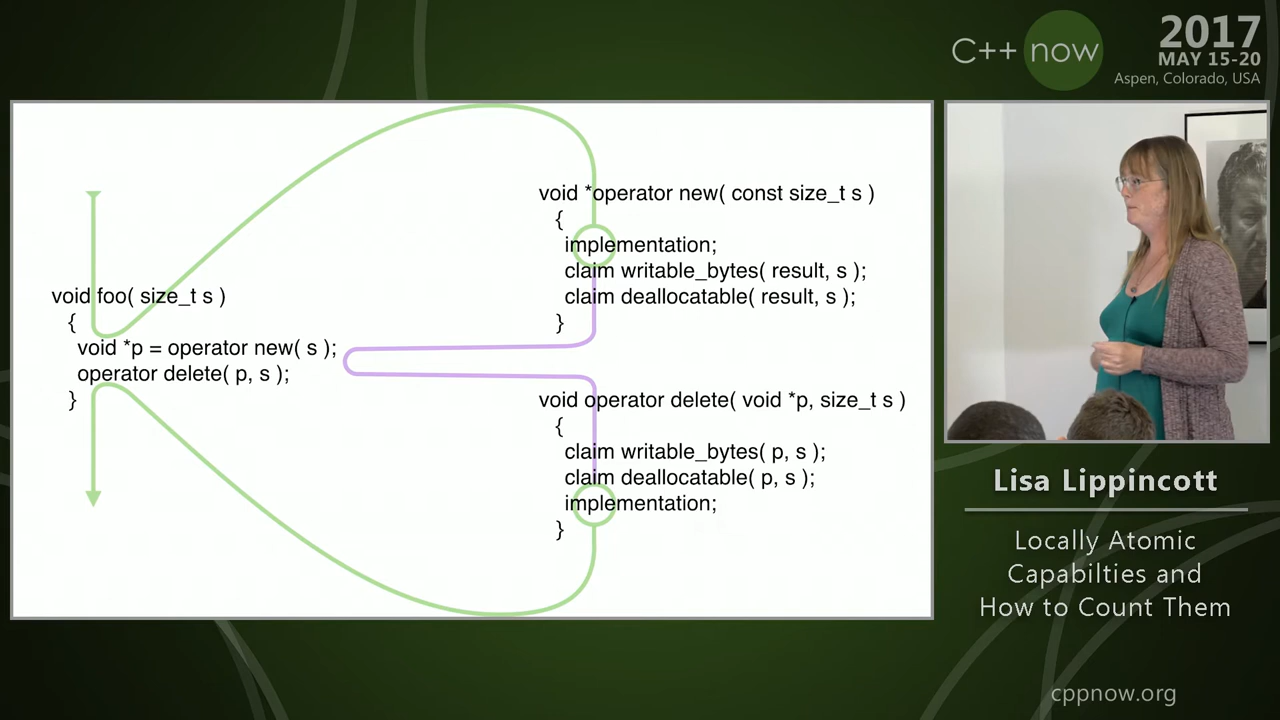 C++ now
2017
MAY 15-20
Aspen, Colorado, USA
void foo( size_t s )
{
void *p = operator new( s );
operator delete( p, s );
}
void *operator new( const size_t s )
{
implementation;
claim writable_bytes( result, s );
claim deallocatable( result, s );
}
void operator delete( void *p, size_t s )
{
claim writable_bytes( p, s );
claim deallocatable( p, s );
implementation;
}
Lisa Lippincott
Locally Atomic
Capabilties and
How to Count Them
cppnow.org